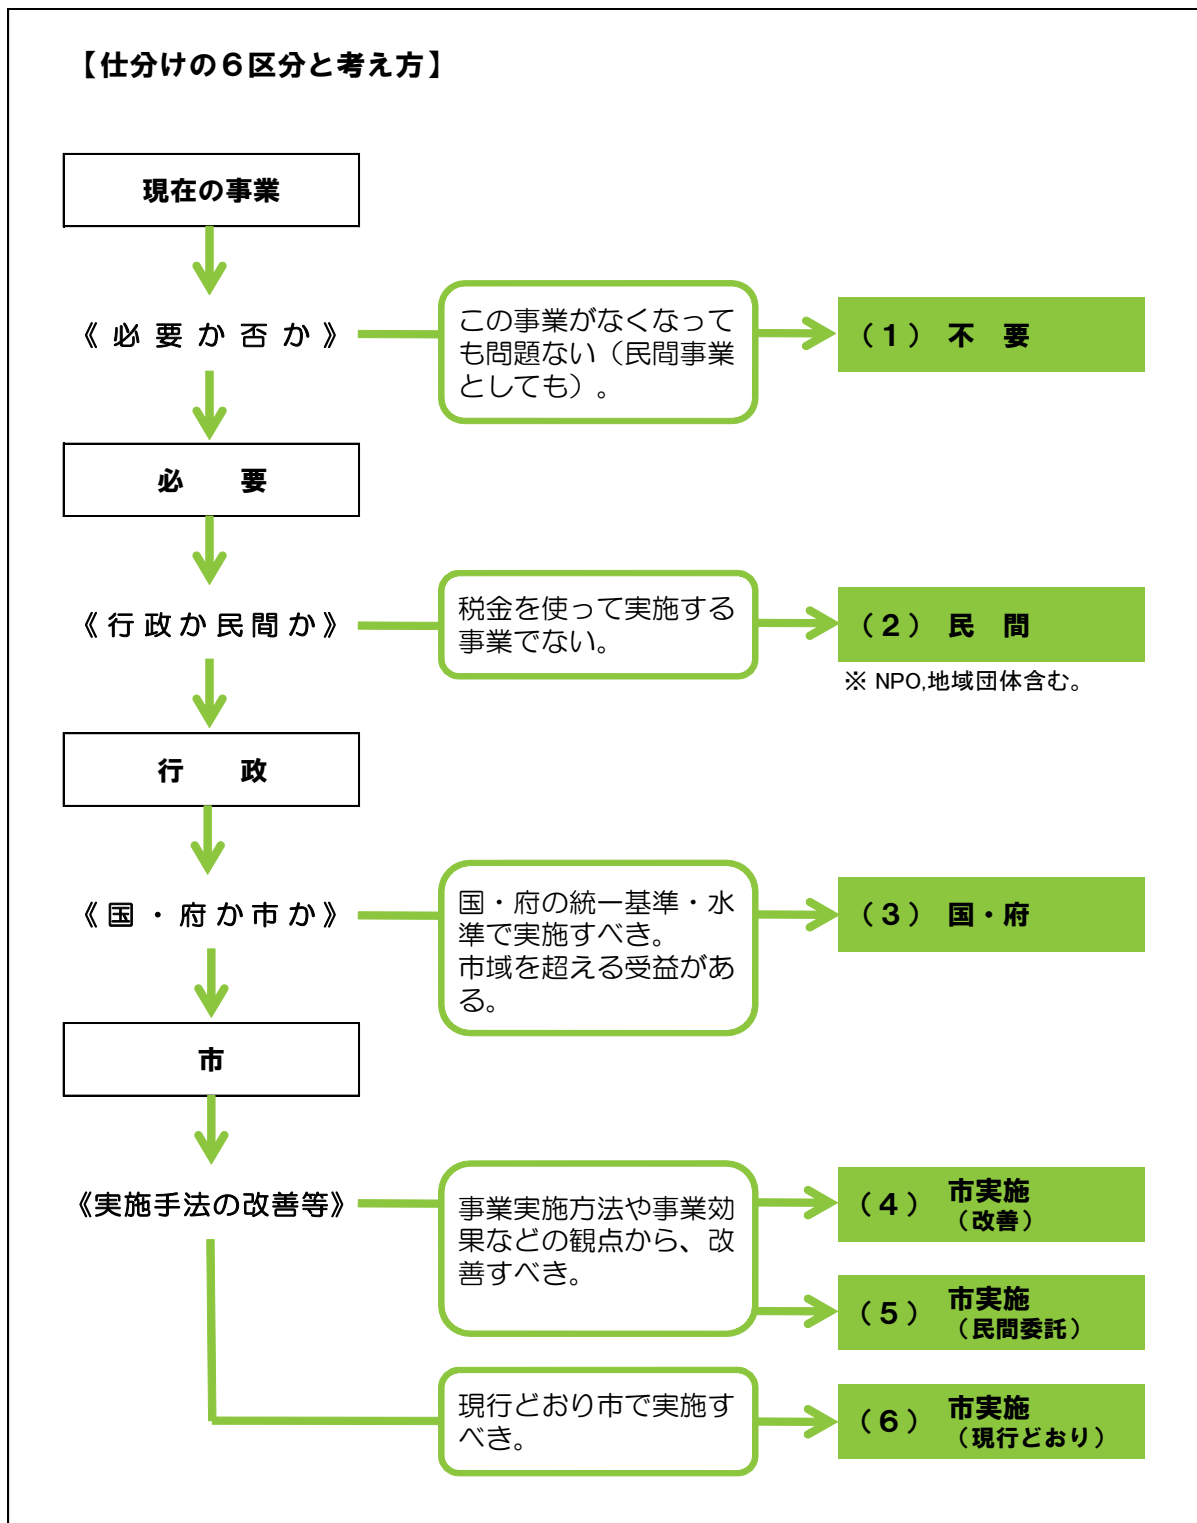 【仕分けの６区分と考え方】
現在の事業
《必要か否か》
この事業がなくなって
も問題ない（民間事業
としても）。
（１） 不　要
必　　要
《行政か民間か》
税金を使って実施する
事業でない。
（２） 民　間
※ NPO,地域団体含む。
行　　政
《国・府か市か》
国・府の統一基準・水
準で実施すべき。
市域を超える受益があ
る。
（３） 国・府
市
《実施手法の改善等》
事業実施方法や事業効
果などの観点から、改
善すべき。
（４） 市実施
（改善）
（５） 市実施
（民間委託）
現行どおり市で実施す
べき。
（６） 市実施
（現行どおり）